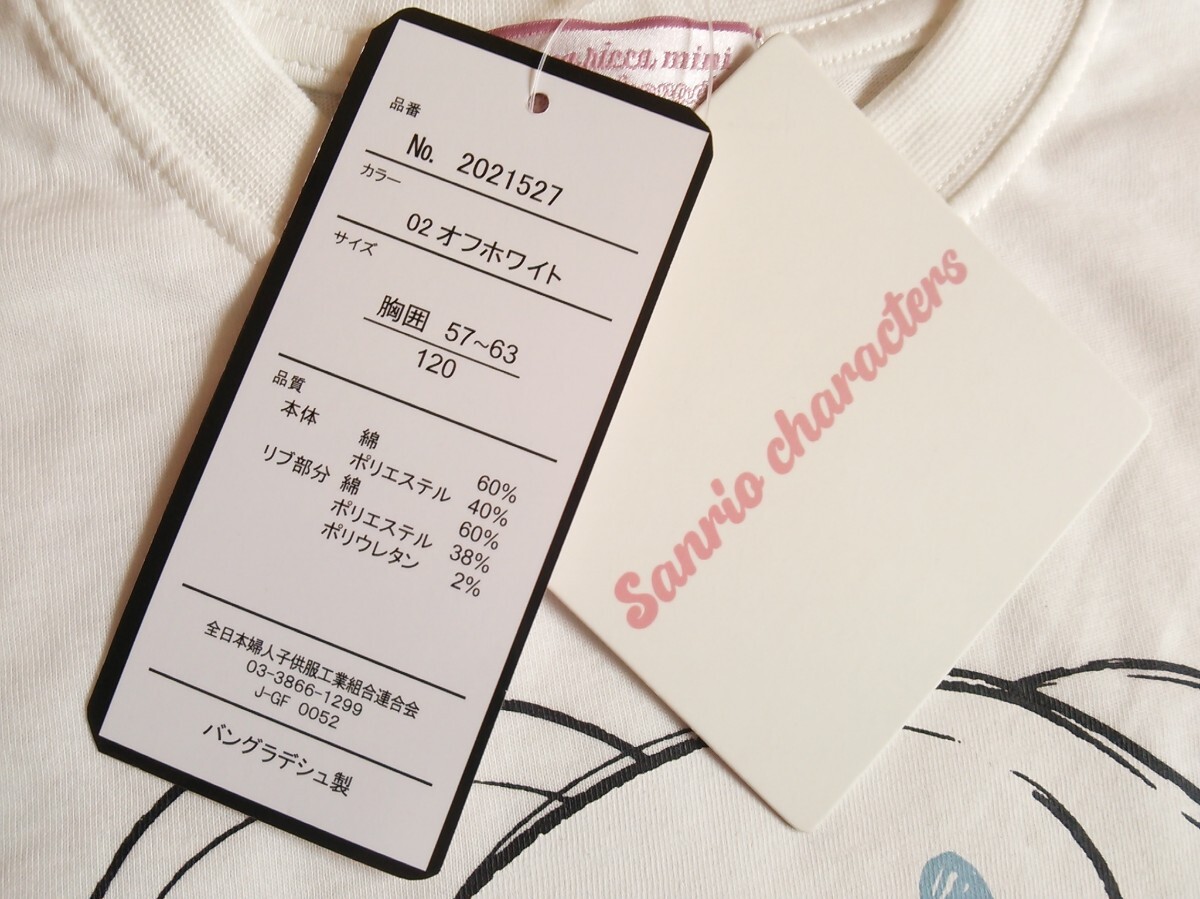 品番
No. 2021527
カラー
02 オフホワイト
サイズ
胸囲 57~63
120
品質
本体 綿 60%
ポリエステル 40%
リブ部分 綿 60%
ポリエステル 38%
ポリウレタン 2%
全日本婦人子供服工業組合連合会
03-3866-1299
J-GF 0052
バングラデシュ製
mini
Sanrio characters